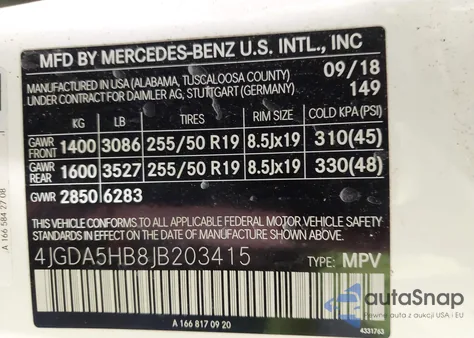 MFD BY MERCEDES-BENZ U.S. INTL., INC
MANUFACTURED IN USA (ALABAMA, TUSCALOOSA COUNTY) 09/18
UNDER CONTRACT FOR DAIMLER AG, STUTTGART (GERMANY) 149
KG LB TIRES RIM SIZE COLD KPA (PSI)
GAWR FRONT 1400 3086 255/50 R19 8.5Jx19 310(45)
GAWR REAR 1600 3527 255/50 R19 8.5Jx19 330(48)
GVWR 2850 6283
THIS VEHICLE CONFORMS TO ALL APPLICABLE FEDERAL MOTOR VEHICLE SAFETY
STANDARDS IN EFFECT ON THE DATE OF MANUFACTURE SHOWN ABOVE.
4JGDA5HB8JB203415 TYPE: MPV
A 166 817 09 20
4331763
A 166 584 27 08
autoSnap
Pewne auta z aukcji USA i EU